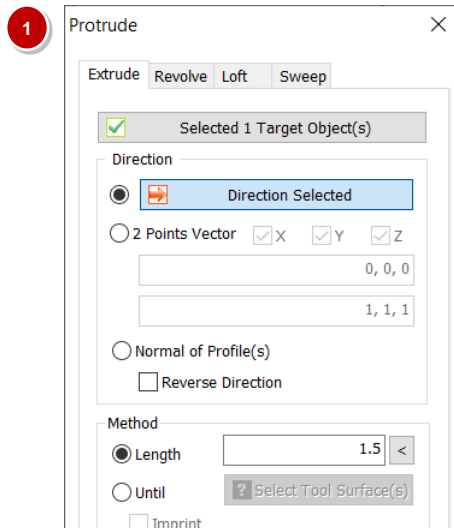 1
Protrude
Extrude Revolve Loft Sweep
Selected 1 Target Object(s)
Direction
Direction Selected
2 Points Vector X Y Z
0, 0, 0
1, 1, 1
Normal of Profile(s)
Reverse Direction
Method
Length 1.5 <
Until ? Select Tool Surface(s)
Imprint